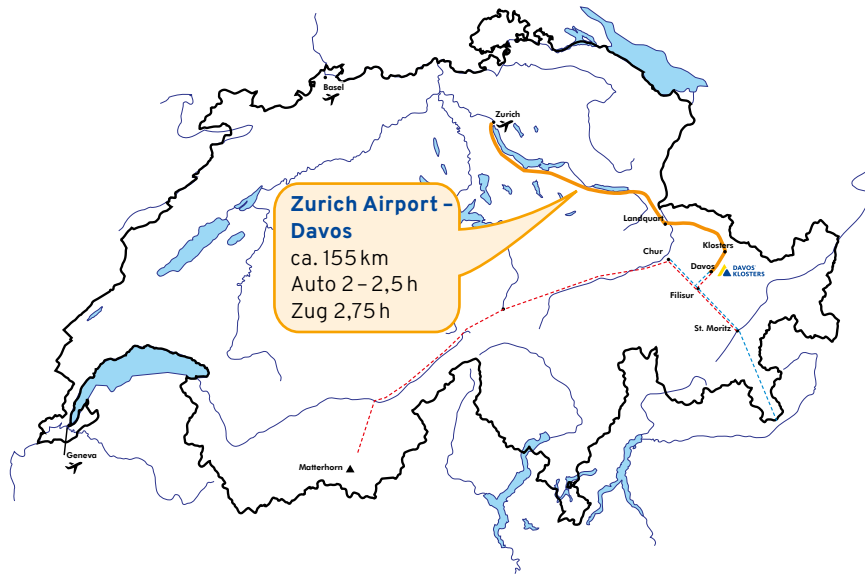 Basel
Zurich
Zurich Airport –
Davos
ca. 155 km
Auto 2 – 2,5 h
Zug 2,75 h
Landquart
Klosters
Chur
Davos
DAVOS
KLOSTERS
Filisur
St. Moritz
Geneva
Matterhorn